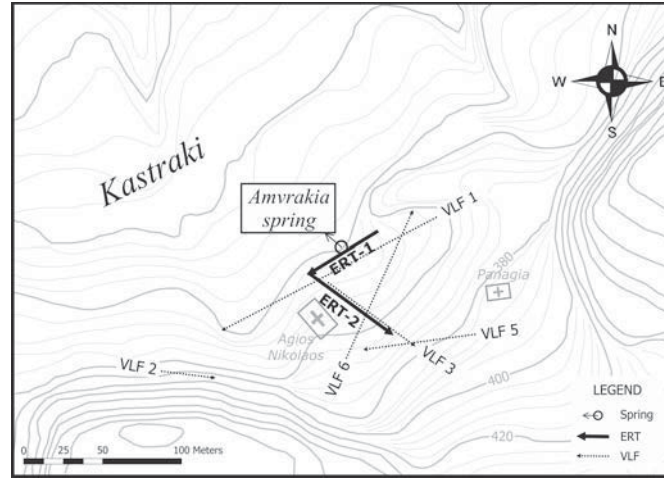 N
W
E
S
Kastraki
Amvrakia
spring
VLF 1
ERT-1
380
Panagia
ERT-2
Agios
Nikolaos
VLF 5
VLF 3
VLF 6
VLF 2
400
420
LEGEND
Spring
ERT
VLF
0 25 50 100 Meters